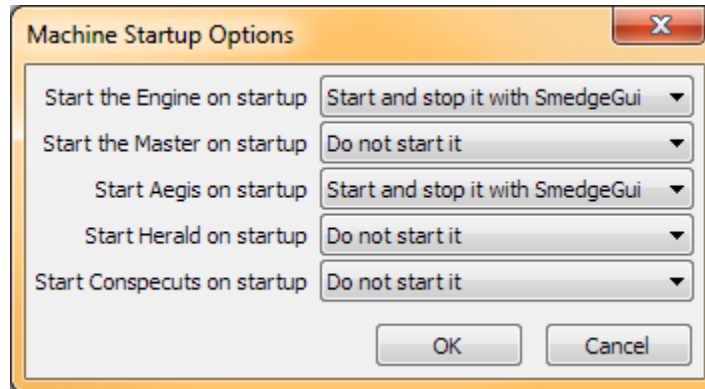 Machine Startup Options
Start the Engine on startup Start and stop it with SmedgeGui
Start the Master on startup Do not start it
Start Aegis on startup Start and stop it with SmedgeGui
Start Herald on startup Do not start it
Start Conspecuts on startup Do not start it
OK Cancel